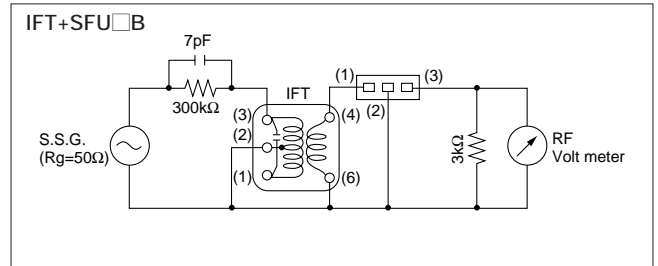 IFT+SFU□B
7pF
300kΩ
IFT
(1)
(3)
(2)
(3)
(4)
(2)
(1)
(6)
S.S.G.
(Rg=50Ω)
3kΩ
RF
Volt meter